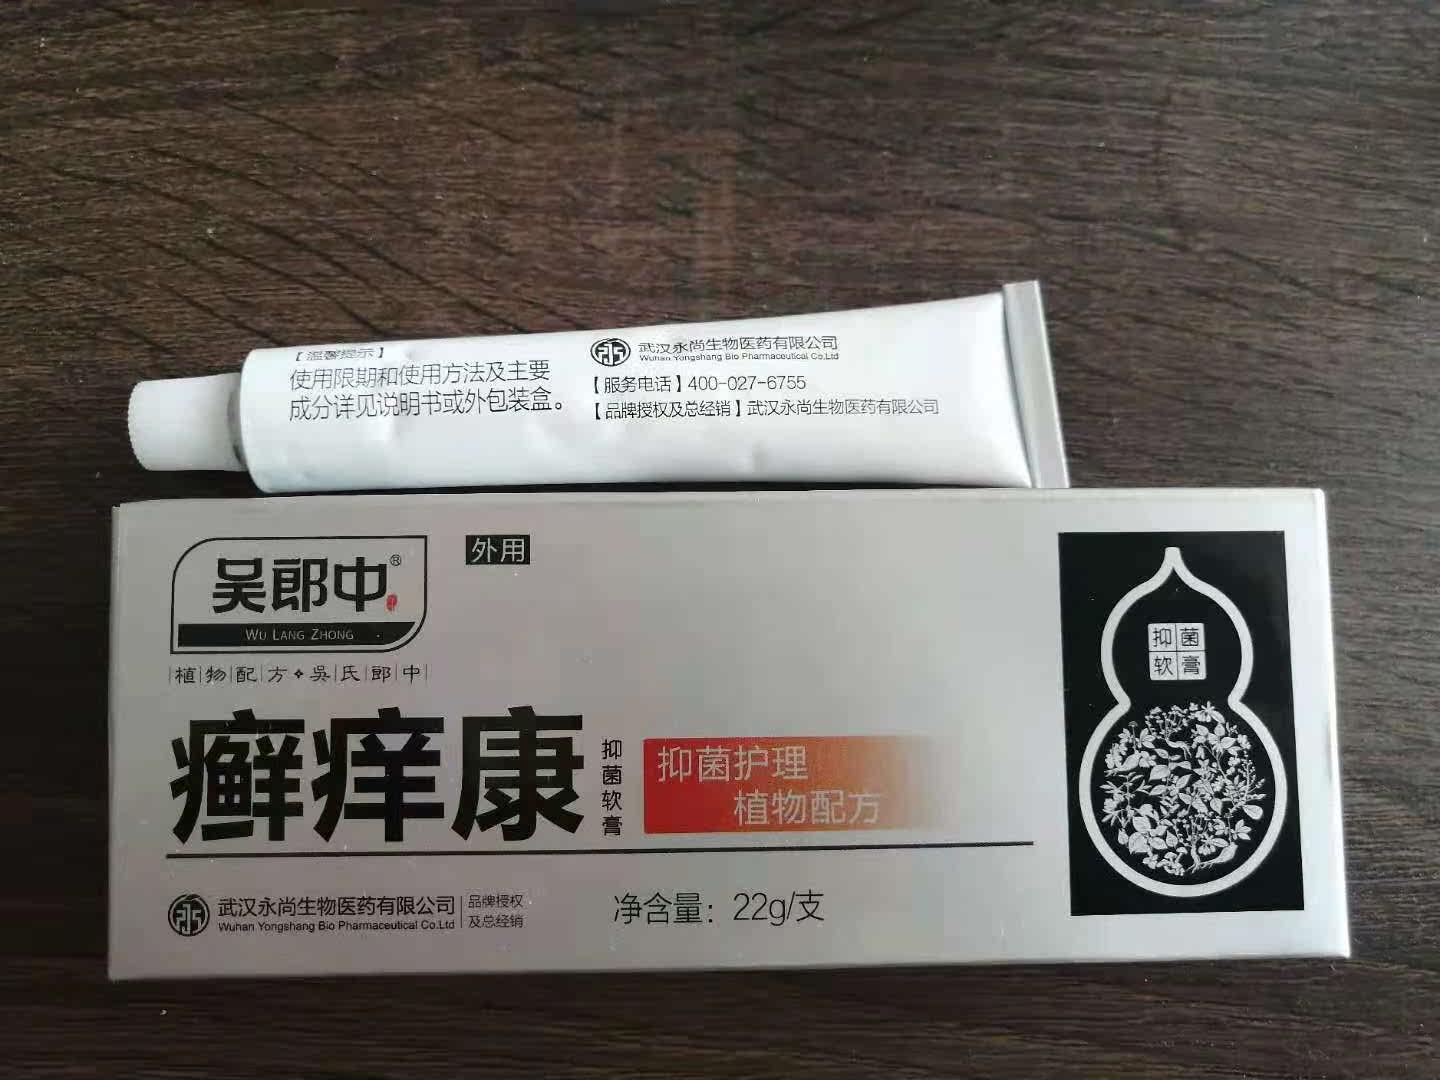 【温馨提示】
使用限期和使用方法及主要
成分详见说明书或外包装盒。
武汉永尚生物医药有限公司
Wuhan Yongshang Bio Pharmaceutical Co.Ltd
【服务电话】400-027-6755
【品牌授权及总经销】武汉永尚生物医药有限公司
吴郎中®
WU LANG ZHONG
植物配方❖吳氏郎中
外用
癣痒康
抑菌软膏
抑菌护理
植物配方
武汉永尚生物医药有限公司
Wuhan Yongshang Bio Pharmaceutical Co.Ltd
品牌授权
及总经销
净含量：22g/支
抑菌
软膏